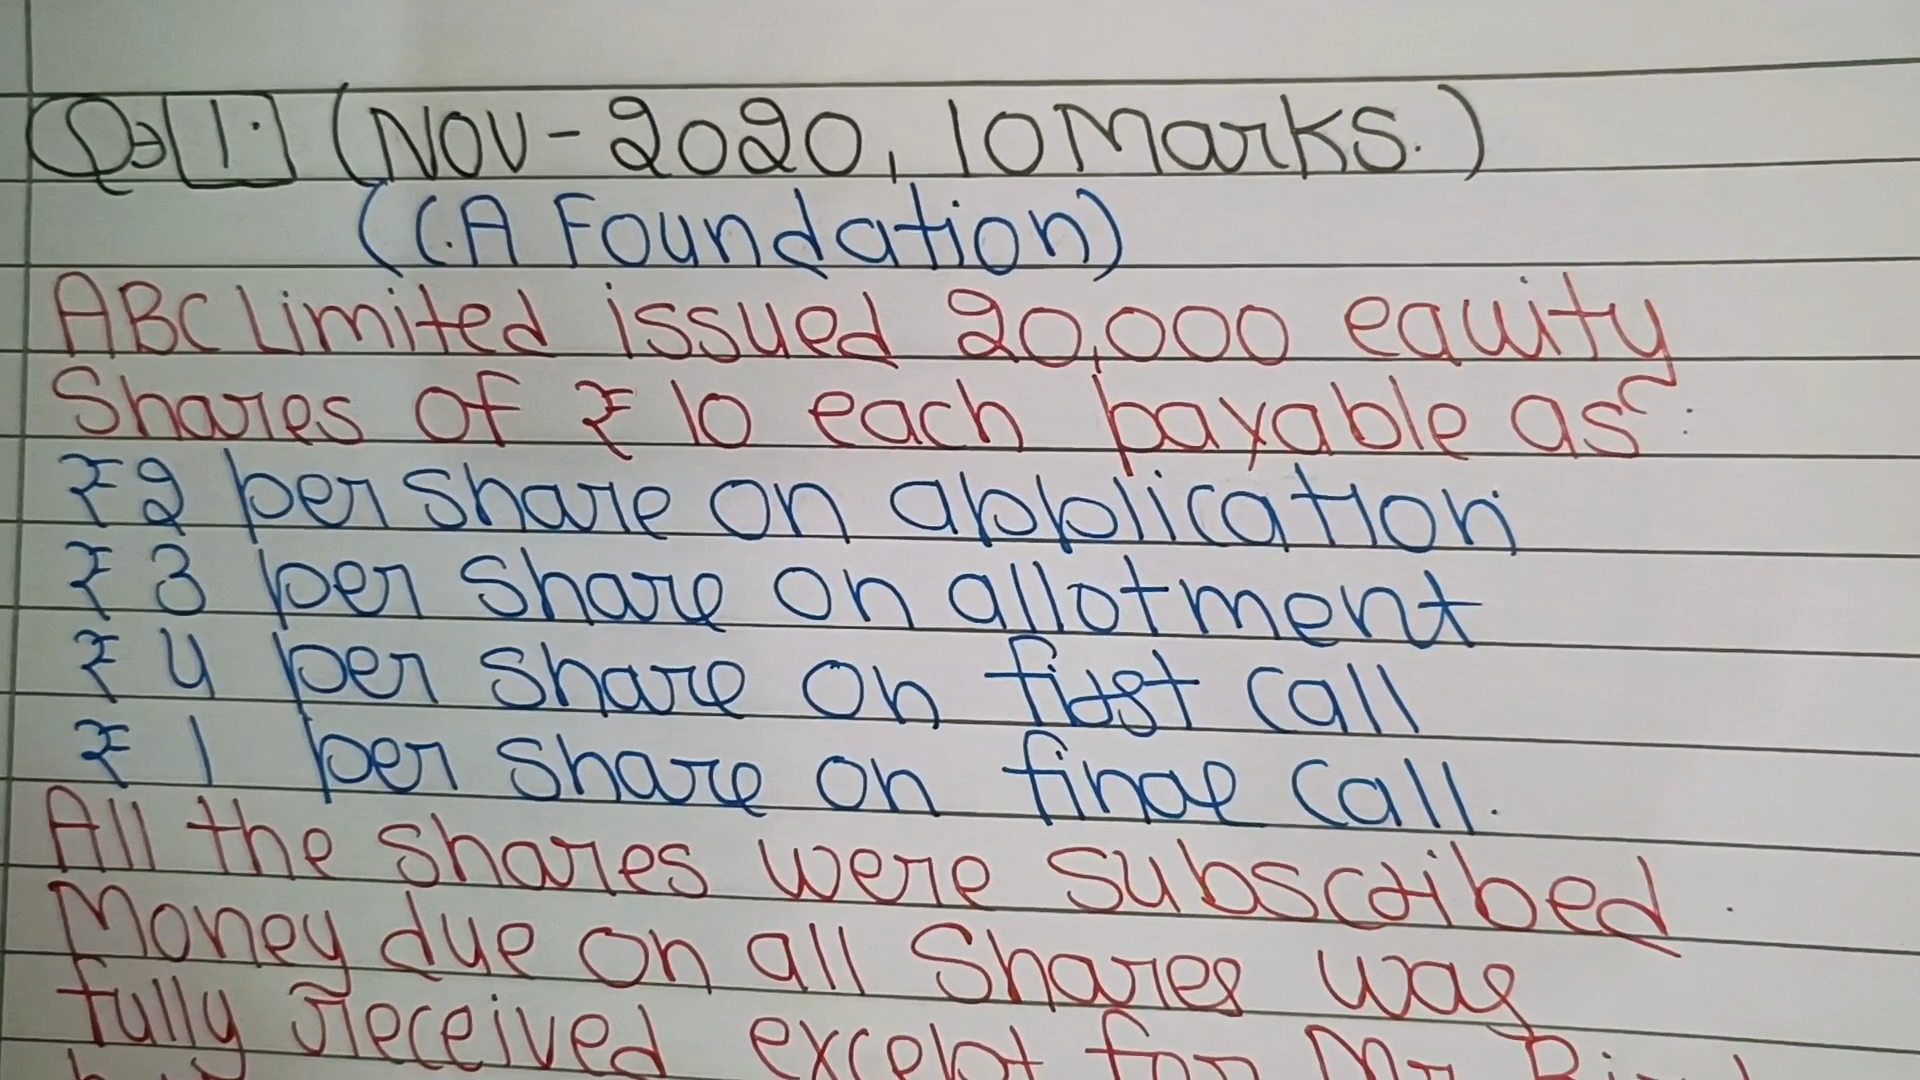 Q⇒ 1. (NOV-2020, 10 Marks.)
(C.A Foundation)
ABC Limited issued 20,000 equity
Shares of ₹ 10 each payable as:
₹ 2 per share on application
₹ 3 per share on allotment
₹ 4 per share on first call
₹ 1 per share on final call.
All the shares were subscribed.
Money due on all Shares was
fully received except for Mr